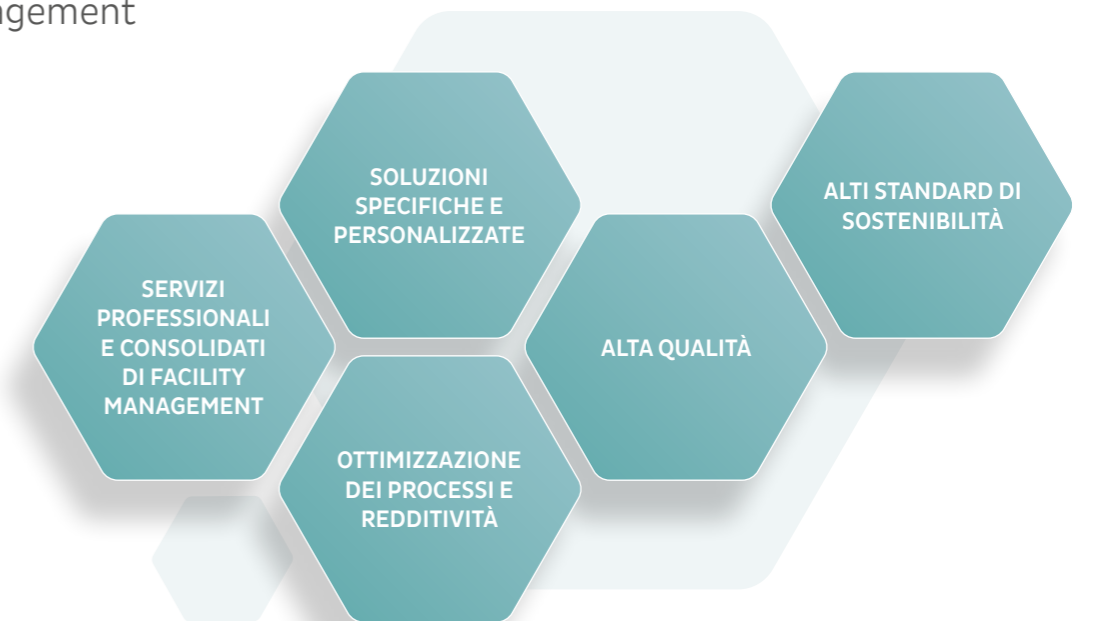 SOLUZIONI
SPECIFICHE E
PERSONALIZZATE
ALTI STANDARD DI
SOSTENIBILITÀ
SERVIZI
PROFESSIONALI
E CONSOLIDATI
DI FACILITY
MANAGEMENT
ALTA QUALITÀ
OTTIMIZZAZIONE
DEI PROCESSI E
REDDITIVITÀ